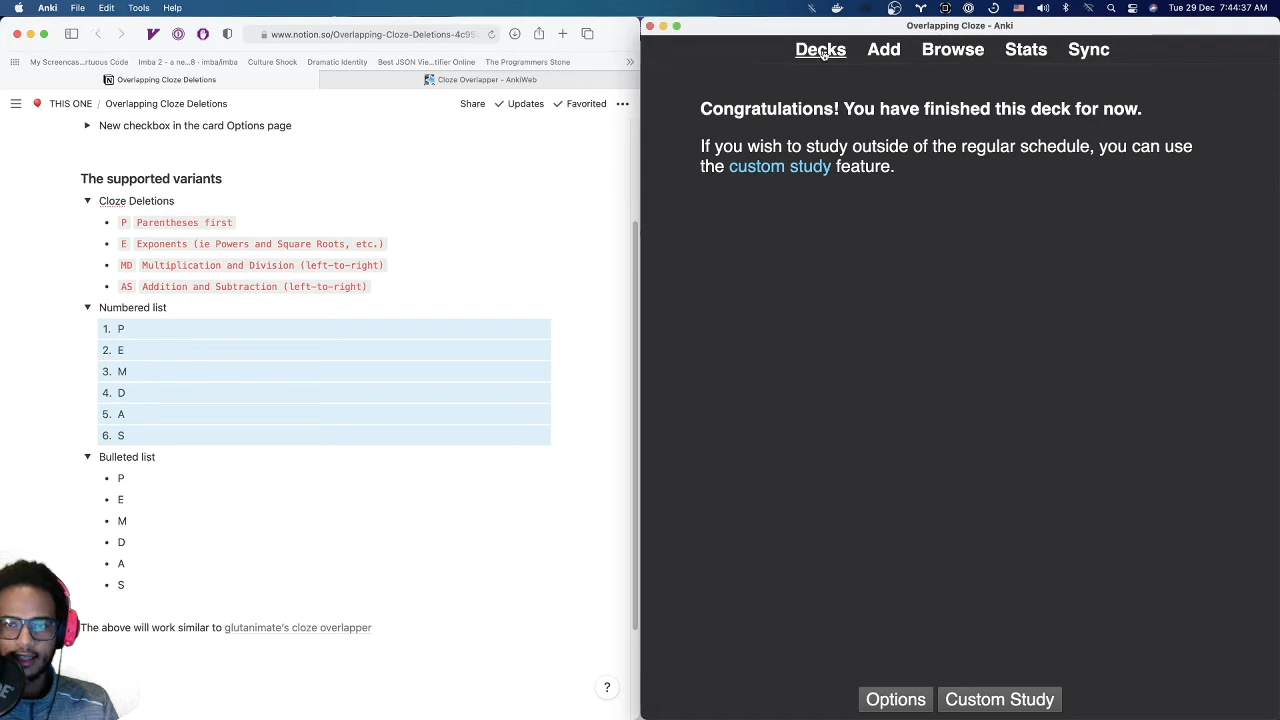 Anki File Edit Tools Help
Tue 29 Dec 7:44:37 AM
www.notion.so/Overlapping-Cloze-Deletions-4c95
My Screencas...rtuous Code Imba 2 – a ne...8 · imba/imba Culture Shock Dramatic Identity Best JSON Vie...tifier Online The Programmers Stone
Overlapping Cloze Deletions
Cloze Overlapper - AnkiWeb
THIS ONE / Overlapping Cloze Deletions
Share Updates Favorited
New checkbox in the card Options page
The supported variants
Cloze Deletions
P Parentheses first
E Exponents (ie Powers and Square Roots, etc.)
MD Multiplication and Division (left-to-right)
AS Addition and Subtraction (left-to-right)
Numbered list
1. P
2. E
3. M
4. D
5. A
6. S
Bulleted list
• P
• E
• M
• D
• A
• S
The above will work similar to glutanimate's cloze overlapper
?
Overlapping Cloze - Anki
Decks Add Browse Stats Sync
Congratulations! You have finished this deck for now.
If you wish to study outside of the regular schedule, you can use
the custom study feature.
Options Custom Study